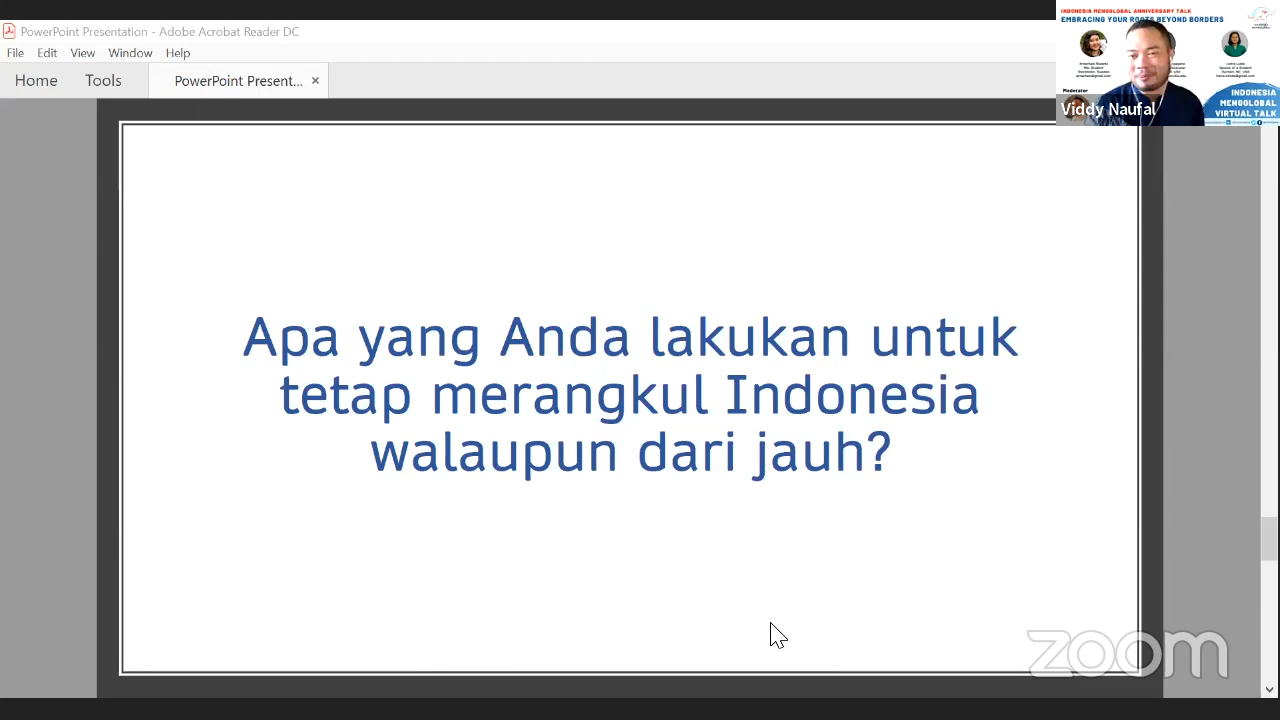 PowerPoint Presentation - Adobe Acrobat Reader DC
File Edit View Window Help
Home Tools PowerPoint Present... ×
INDONESIA MENGGLOBAL ANNIVERSARY TALK
EMBRACING YOUR ROOTS BEYOND BORDERS
Moderator
INDONESIA
MENGGLOBAL
VIRTUAL TALK
Viddy Naufal
Apa yang Anda lakukan untuk
tetap merangkul Indonesia
walaupun dari jauh?
zoom